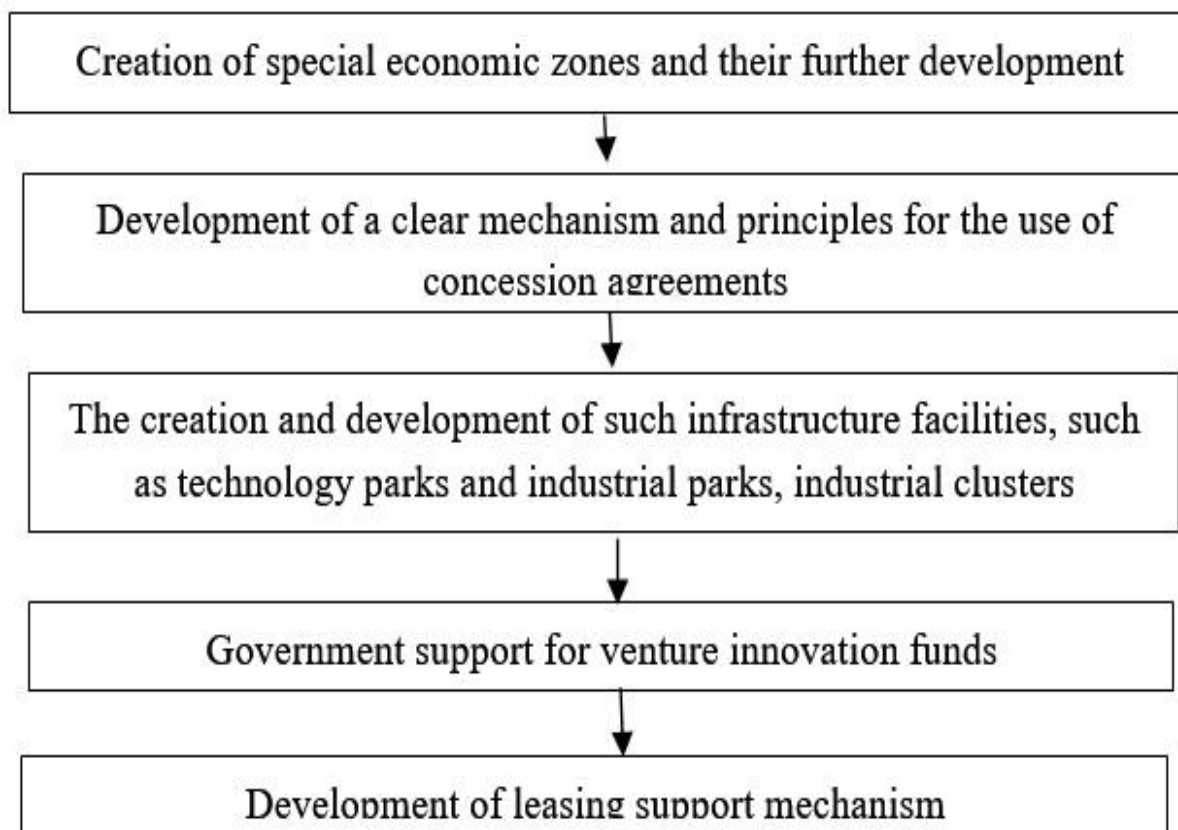 Creation of special economic zones and their further development
Development of a clear mechanism and principles for the use of
concession agreements
The creation and development of such infrastructure facilities, such
as technology parks and industrial parks, industrial clusters
Government support for venture innovation funds
Development of leasing support mechanism